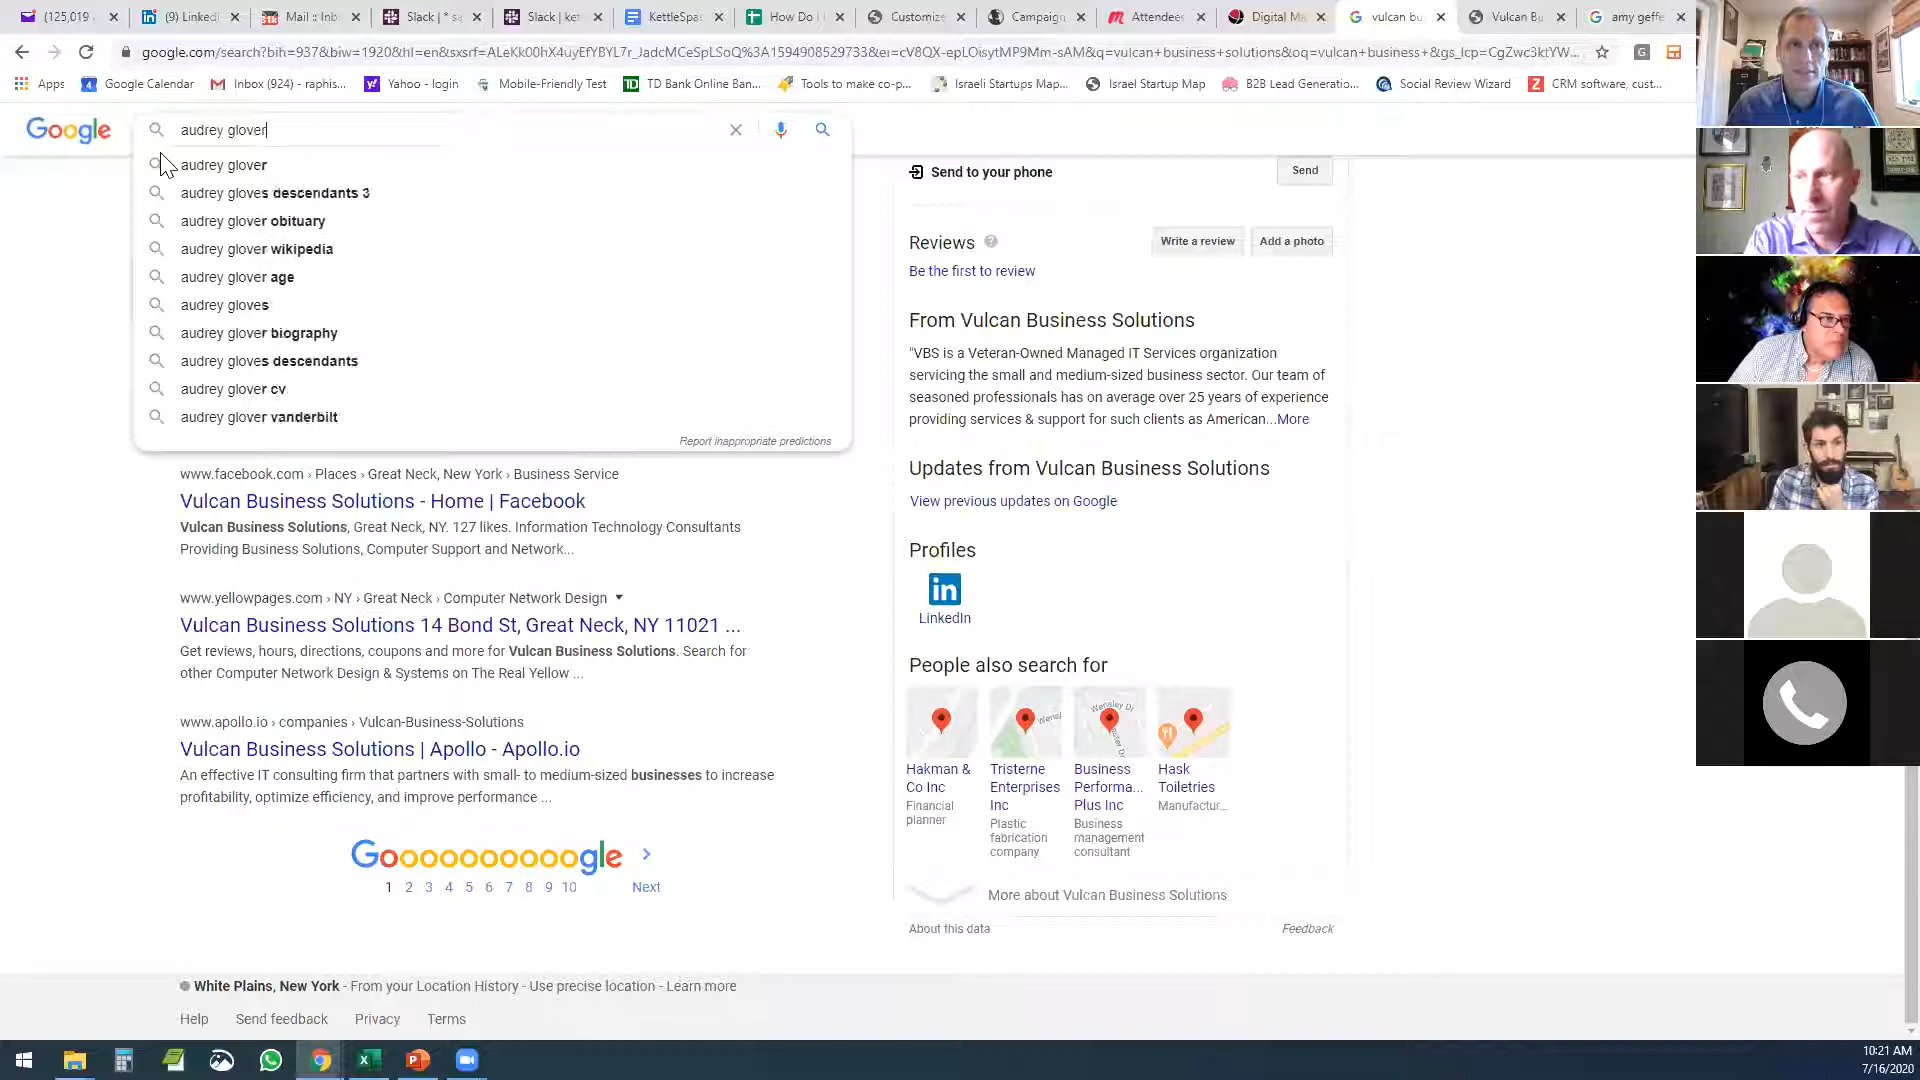 (125,019
(9) Linked
Mail :: Inb
Slack | * s
Slack | ket
KettleSpa
How Do I
Customize
Campaign
Attendee
Digital Ma
vulcan bu
Vulcan Bu
amy geffe
google.com/search?bih=937&biw=1920&hl=en&sxsrf=ALeKk00hX4uyEfYBYL7r_JadcMCeSpLSoQ%3A1594908529733&ei=cV8QX-epLOisytMP9Mm-sAM&q=vulcan+business+solutions&oq=vulcan+business+&gs_lcp=CgZwc3ktYW...
Apps
Google Calendar
Inbox (924) - raphis...
Yahoo - login
Mobile-Friendly Test
TD Bank Online Ban...
Tools to make co-p...
Israeli Startups Map...
Israel Startup Map
B2B Lead Generatio...
Social Review Wizard
CRM software, cust...
Google
audrey glover
audrey glover
audrey gloves descendants 3
audrey glover obituary
audrey glover wikipedia
audrey glover age
audrey gloves
audrey glover biography
audrey gloves descendants
audrey glover cv
audrey glover vanderbilt
Report inappropriate predictions
www.facebook.com › Places › Great Neck, New York › Business Service
Vulcan Business Solutions - Home | Facebook
Vulcan Business Solutions, Great Neck, NY. 127 likes. Information Technology Consultants
Providing Business Solutions, Computer Support and Network...
www.yellowpages.com › NY › Great Neck › Computer Network Design
Vulcan Business Solutions 14 Bond St, Great Neck, NY 11021 ...
Get reviews, hours, directions, coupons and more for Vulcan Business Solutions. Search for
other Computer Network Design & Systems on The Real Yellow ...
www.apollo.io › companies › Vulcan-Business-Solutions
Vulcan Business Solutions | Apollo - Apollo.io
An effective IT consulting firm that partners with small- to medium-sized businesses to increase
profitability, optimize efficiency, and improve performance ...
Goooooooooogle
1 2 3 4 5 6 7 8 9 10 Next
Send to your phone
Send
Reviews
Write a review
Add a photo
Be the first to review
From Vulcan Business Solutions
"VBS is a Veteran-Owned Managed IT Services organization
servicing the small and medium-sized business sector. Our team of
seasoned professionals has on average over 25 years of experience
providing services & support for such clients as American...More
Updates from Vulcan Business Solutions
View previous updates on Google
Profiles
LinkedIn
People also search for
Wensley Dr
Hakman &
Co Inc
Financial
planner
Tristerne
Enterprises
Inc
Plastic
fabrication
company
Business
Performa...
Plus Inc
Business
management
consultant
Hask
Toiletries
Manufactur...
More about Vulcan Business Solutions
About this data
Feedback
White Plains, New York - From your Location History - Use precise location - Learn more
Help
Send feedback
Privacy
Terms
10:21 AM
7/16/2020